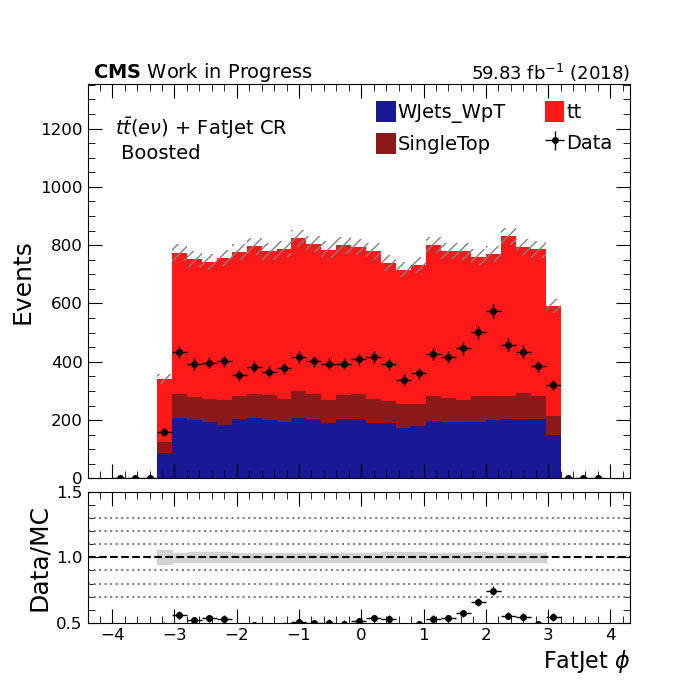 CMS Work in Progress 59.83 fb⁻¹ (2018)
tt̄(eν) + FatJet CR
Boosted
WJets_WpT tt
SingleTop Data
Events
1200
1000
800
600
400
200
0
Data/MC
1.5
1.0
0.5
−4 −3 −2 −1 0 1 2 3 4
FatJet ϕ